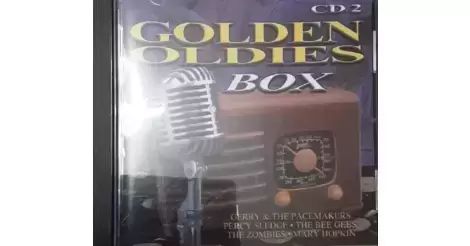 CD 2
GOLDEN
OLDIES
BOX
GERRY & THE PACEMAKERS
PERCY SLEDGE • THE BEE GEES
THE ZOMBIES • MARY HOPKIN